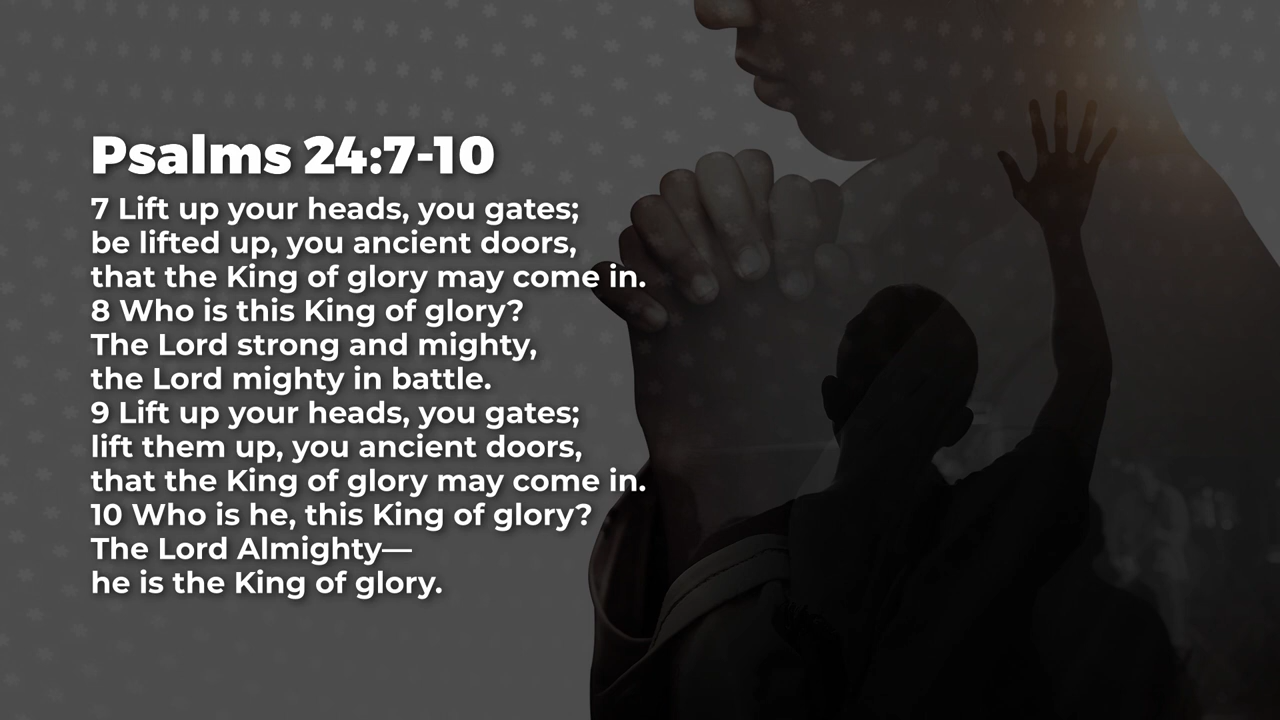 Psalms 24:7-10
7 Lift up your heads, you gates;
be lifted up, you ancient doors,
that the King of glory may come in.
8 Who is this King of glory?
The Lord strong and mighty,
the Lord mighty in battle.
9 Lift up your heads, you gates;
lift them up, you ancient doors,
that the King of glory may come in.
10 Who is he, this King of glory?
The Lord Almighty—
he is the King of glory.